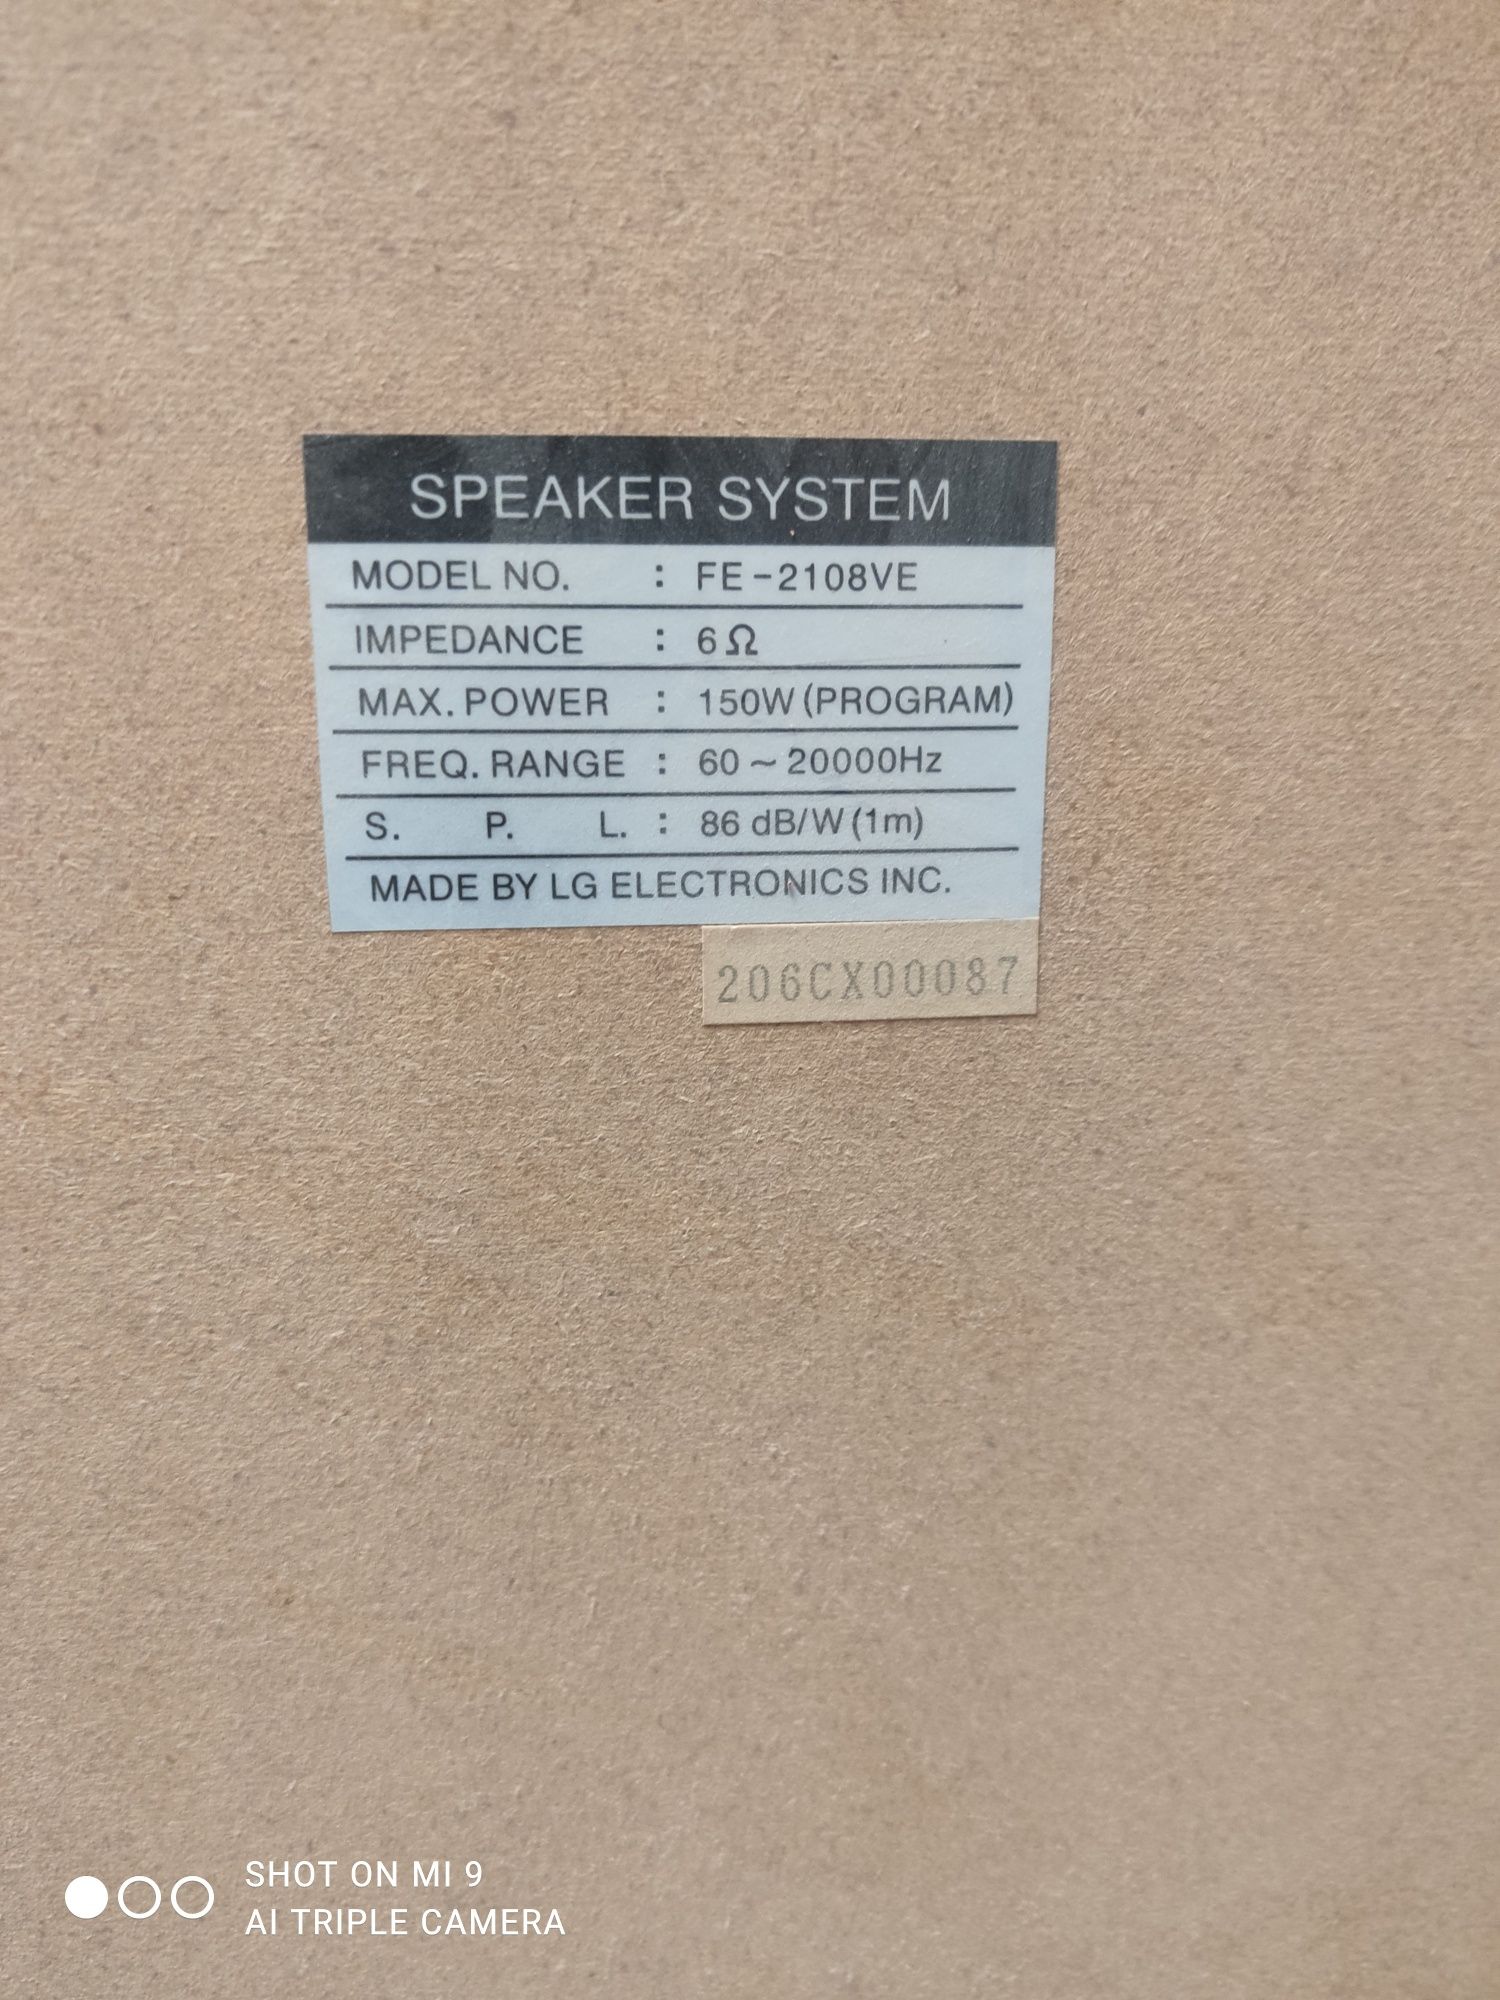 SPEAKER SYSTEM
MODEL NO. : FE-2108VE
IMPEDANCE : 6Ω
MAX. POWER : 150W (PROGRAM)
FREQ. RANGE : 60 ~ 20000Hz
S. P. L. : 86 dB/W (1m)
MADE BY LG ELECTRONICS INC.
206CX00087
SHOT ON MI 9
AI TRIPLE CAMERA